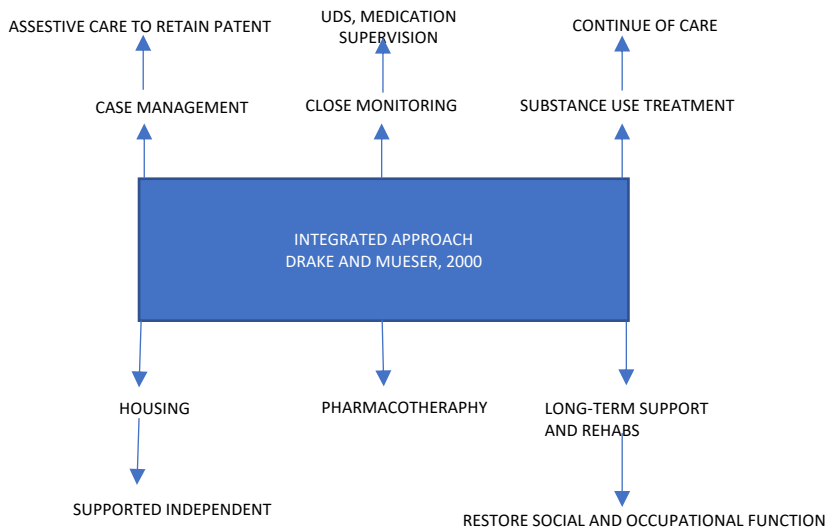 ASSESTIVE CARE TO RETAIN PATENT
UDS, MEDICATION
SUPERVISION
CONTINUE OF CARE
CASE MANAGEMENT
CLOSE MONITORING
SUBSTANCE USE TREATMENT
INTEGRATED APPROACH
DRAKE AND MUESER, 2000
HOUSING
PHARMACOTHERAPHY
LONG-TERM SUPPORT
AND REHABS
SUPPORTED INDEPENDENT
RESTORE SOCIAL AND OCCUPATIONAL FUNCTION